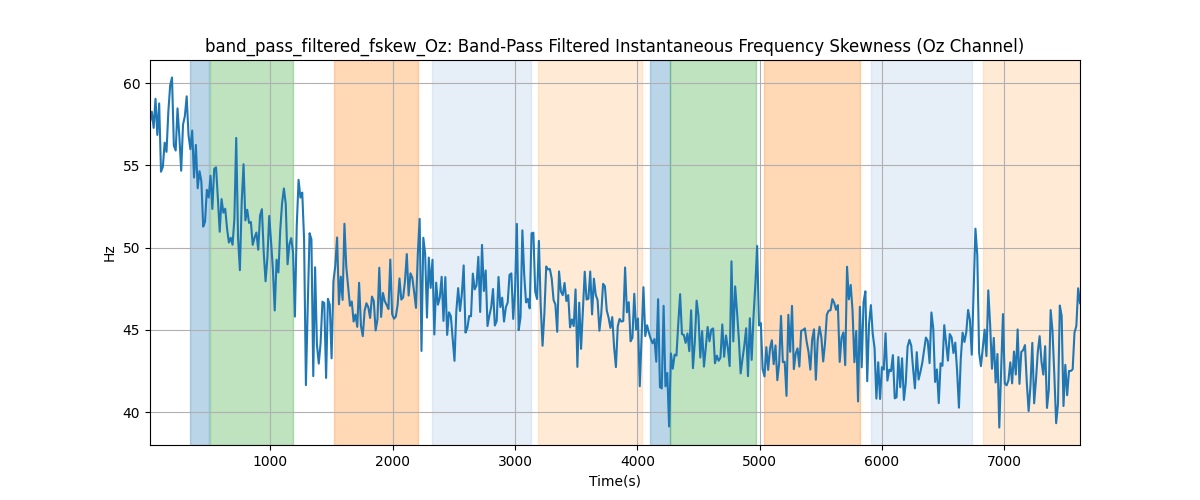 band_pass_filtered_fskew_Oz: Band-Pass Filtered Instantaneous Frequency Skewness (Oz Channel)
60
55
50
45
40
Hz
1000 2000 3000 4000 5000 6000 7000
Time(s)